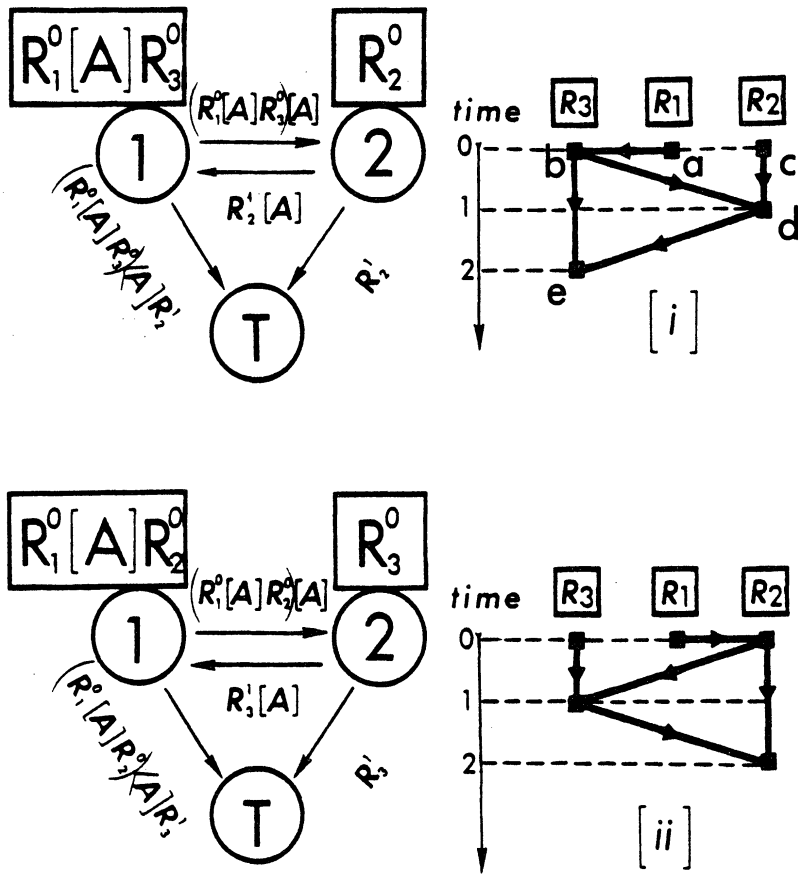 R₁⁰[A]R₃⁰
R₂⁰
(R₁⁰[A]R₃⁰)[A]
1
2
R₂¹[A]
(R₁⁰[A]R₃⁰)[A]R₂¹
R₂¹
T
time R3 R1 R2
0
b a c
1
d
2
e
[i]
R₁⁰[A]R₂⁰
R₃⁰
(R₁⁰[A]R₂⁰)[A]
1
2
R₃¹[A]
(R₁⁰[A]R₂⁰)[A]R₃¹
R₃¹
T
time R3 R1 R2
0
1
2
[ii]